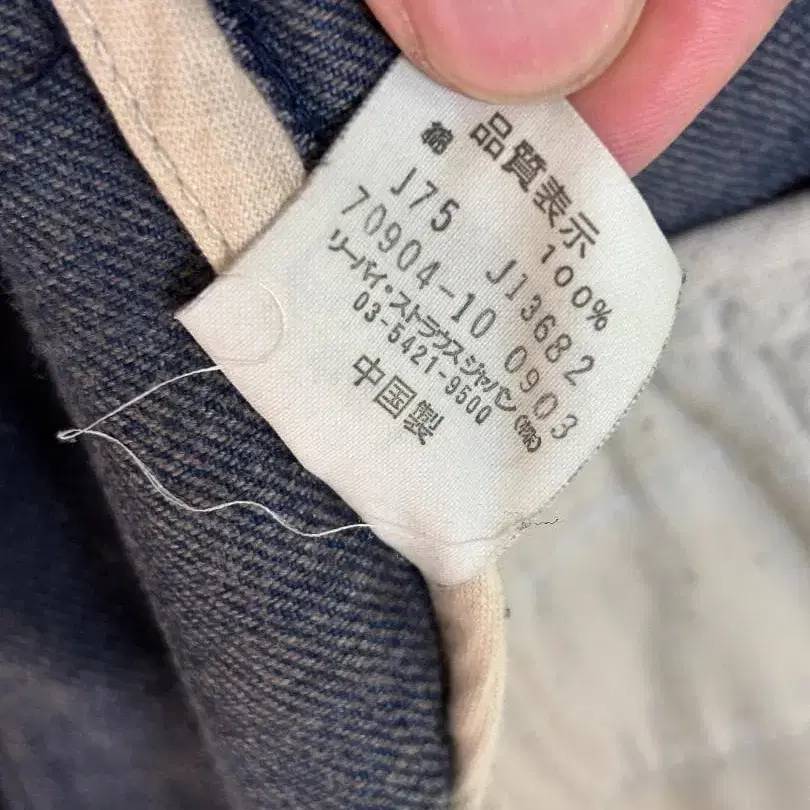 品質表示
綿 100%
J75 J13682
70904-10 0903
リーバイ・ストラウスジャパン(株)
03-5421-9500
中国製